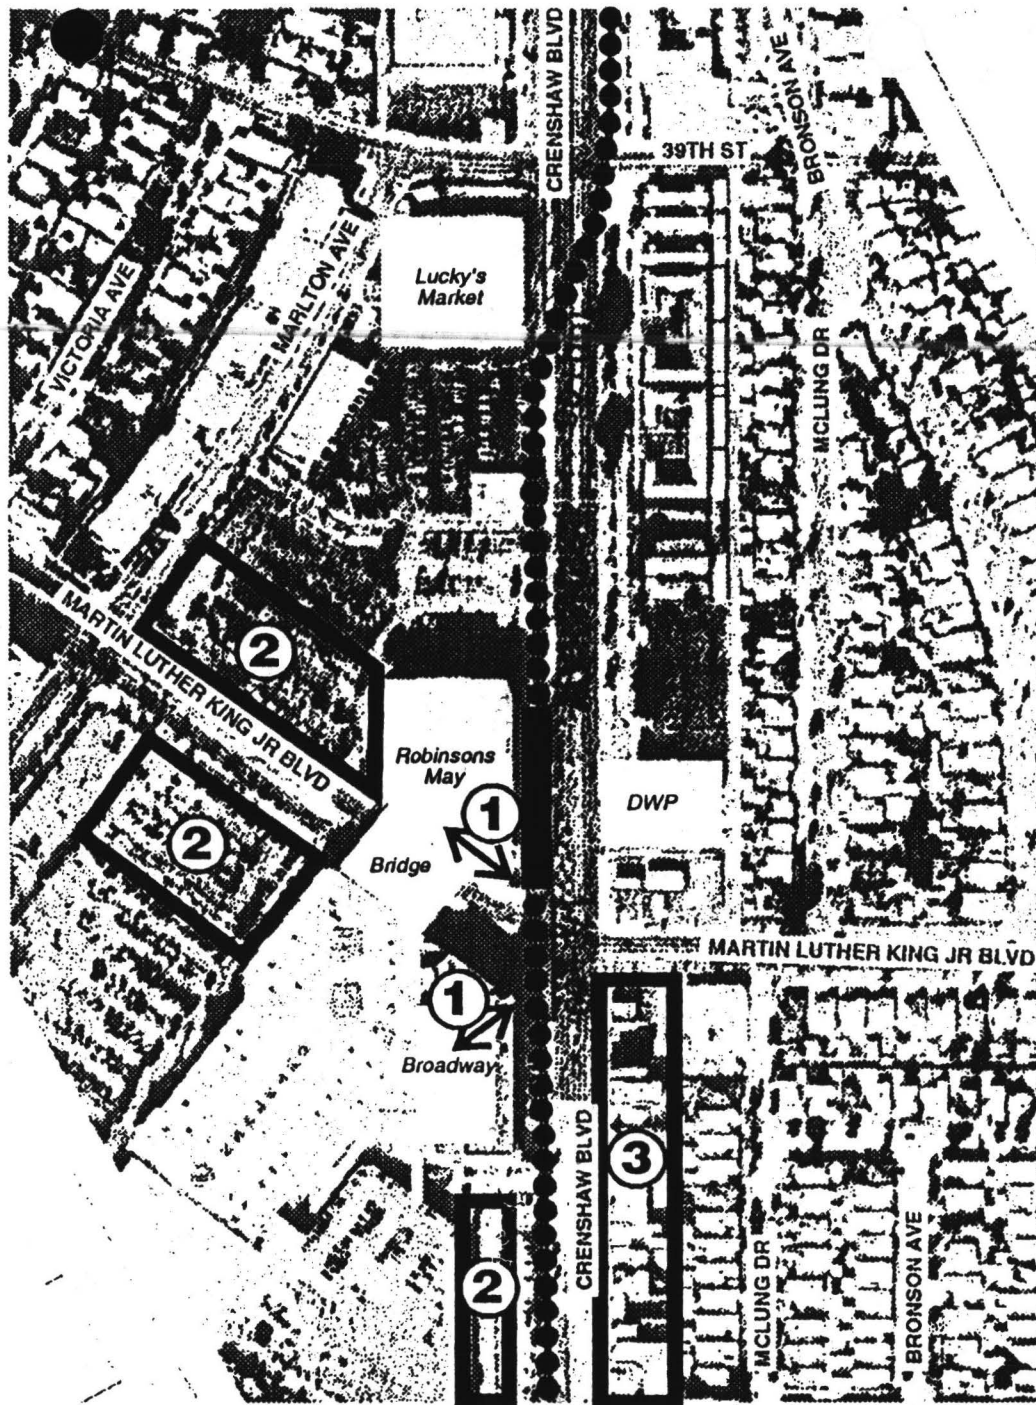 CRENSHAW BLVD
BRONSON AVE
39TH ST
Lucky's
Market
MARLTON AVE
VICTORIA AVE
MCLUNG DR
2
MARTIN LUTHER KING JR BLVD
Robinsons
May
1
DWP
2
Bridge
MARTIN LUTHER KING JR BLVD
1
Broadway
CRENSHAW BLVD
3
2
MCLUNG DR
BRONSON AVE